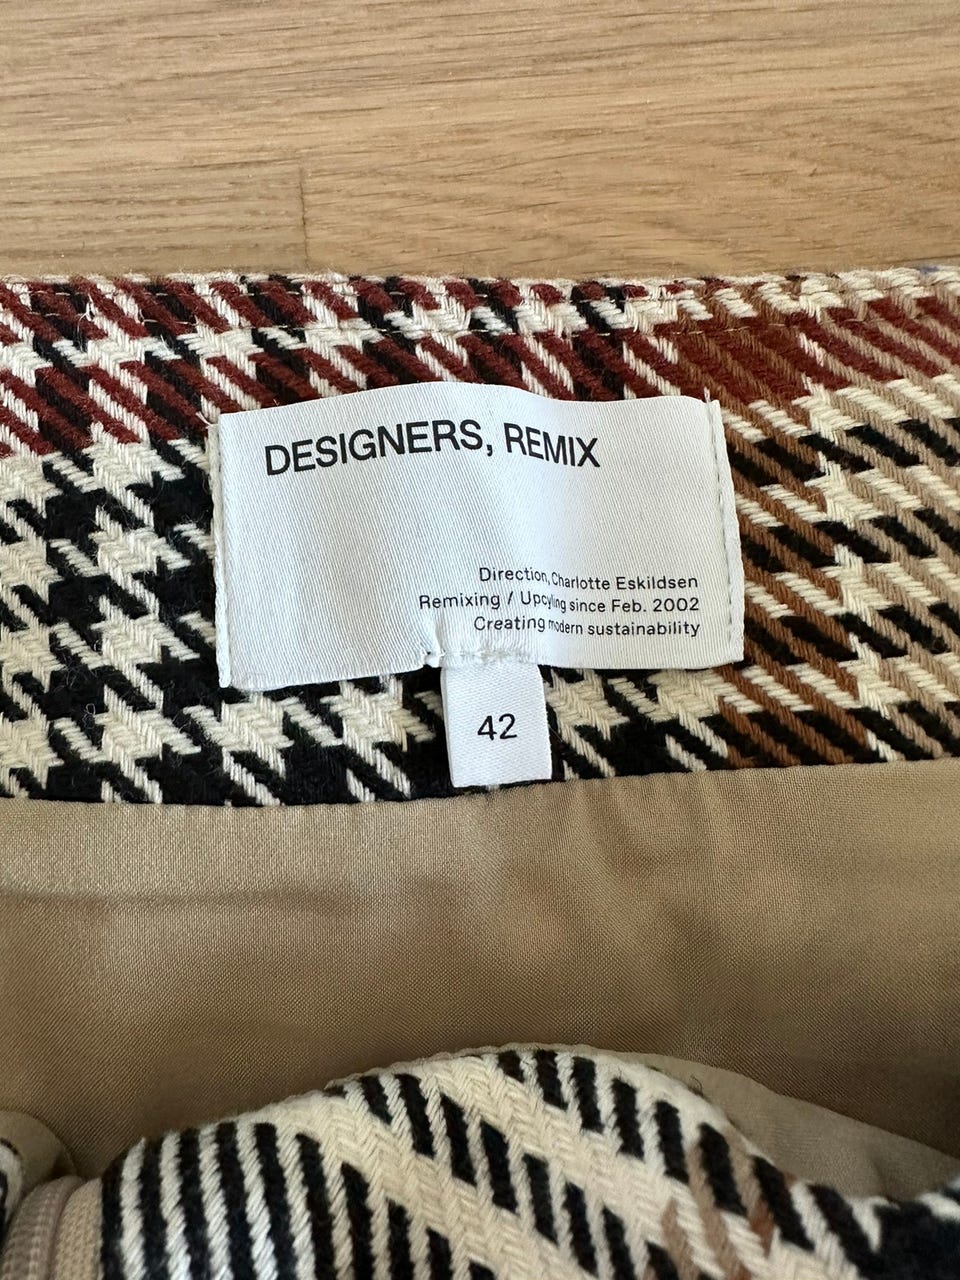 DESIGNERS, REMIX
Direction, Charlotte Eskildsen
Remixing / Upcyling since Feb. 2002
Creating modern sustainability
42